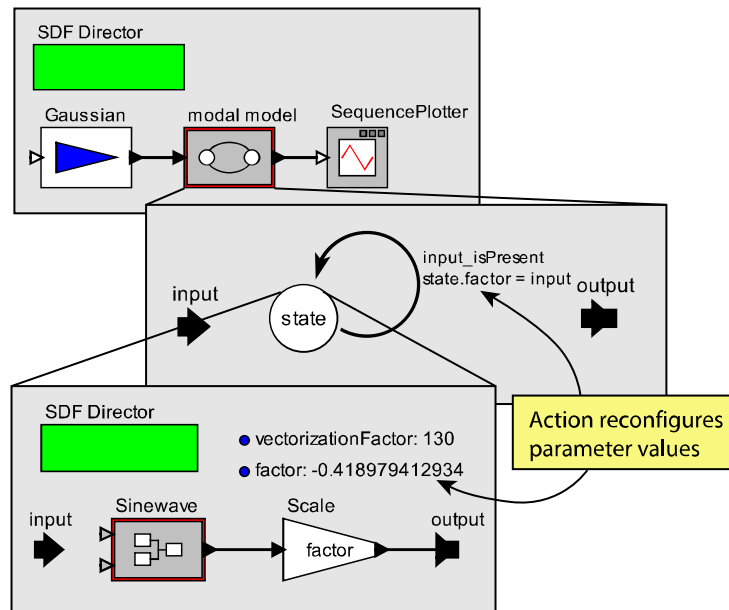 SDF Director
Gaussian
modal model
SequencePlotter
input_isPresent
state.factor = input
input
output
state
SDF Director
vectorizationFactor: 130
factor: -0.418979412934
Action reconfigures
parameter values
input
Sinewave
Scale
output
factor